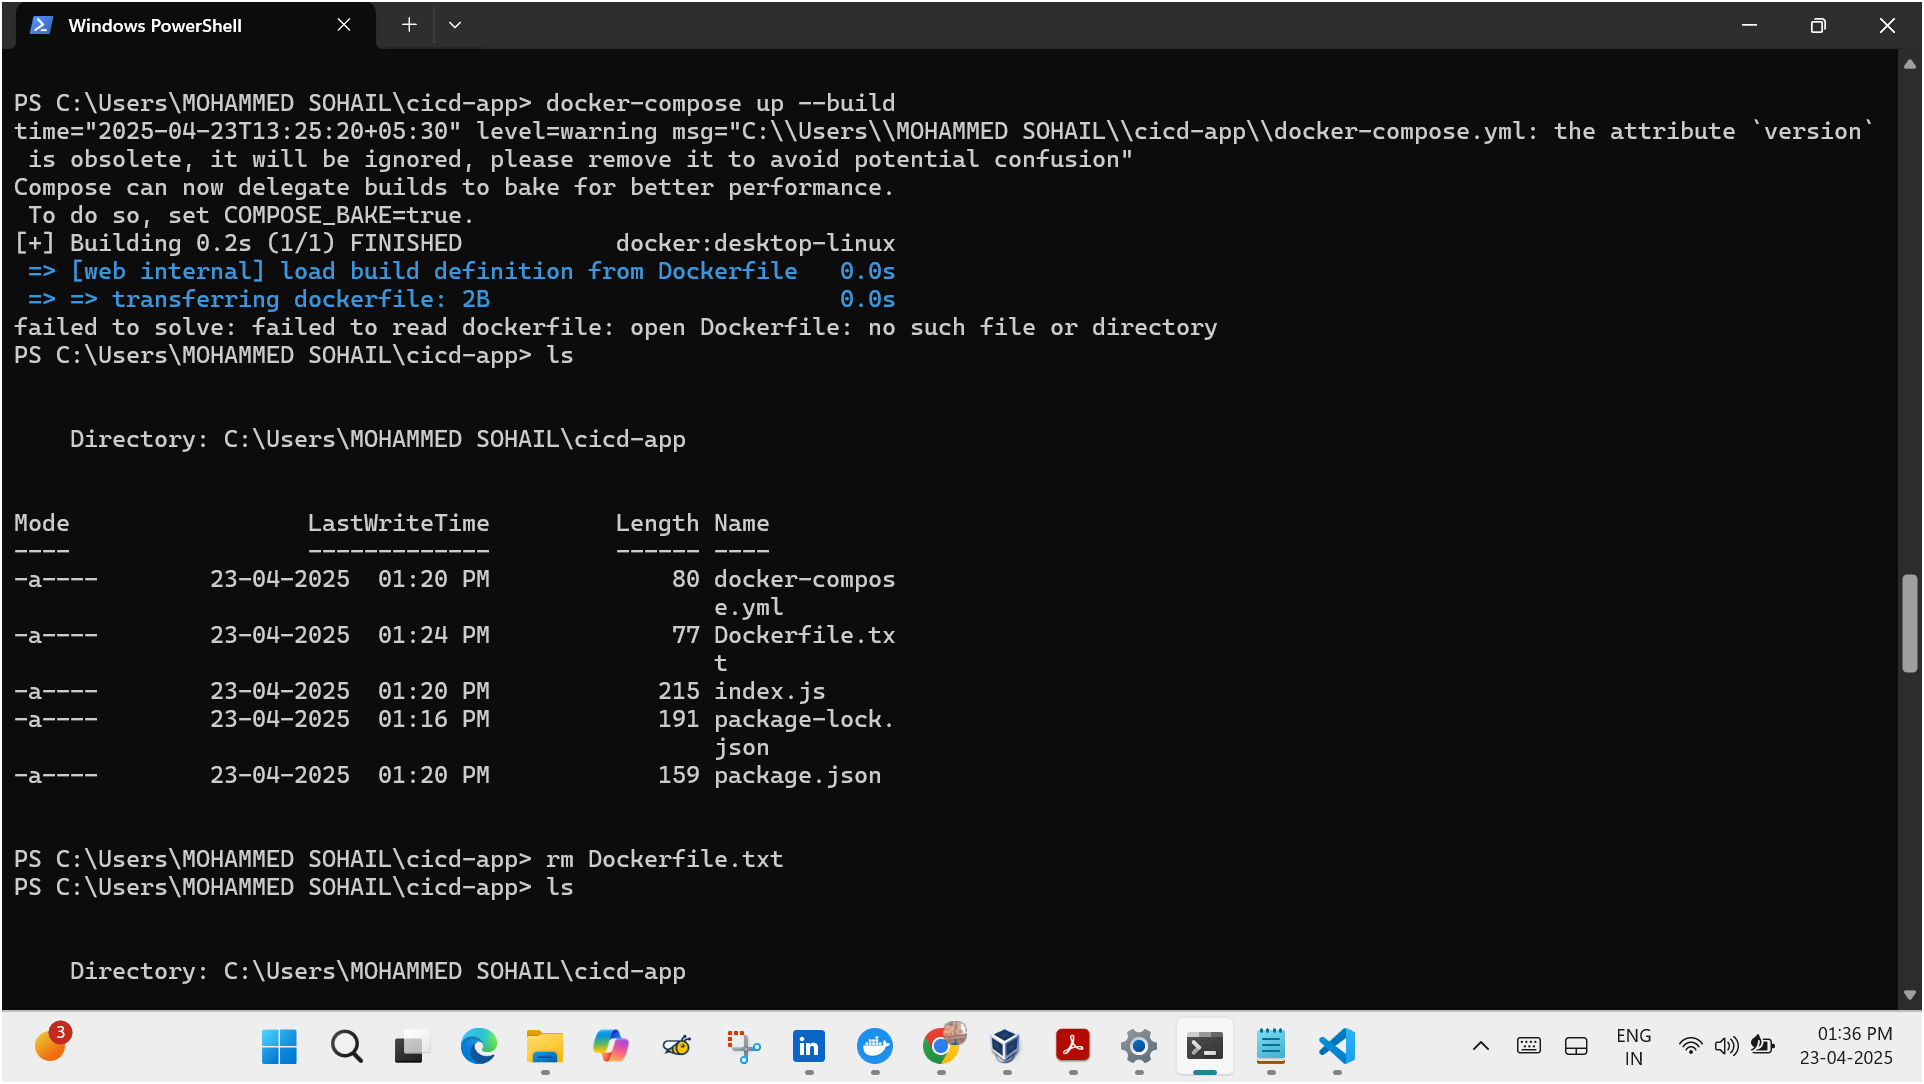 Windows PowerShell
PS C:\Users\MOHAMMED SOHAIL\cicd-app> docker-compose up --build
time="2025-04-23T13:25:20+05:30" level=warning msg="C:\\Users\\MOHAMMED SOHAIL\\cicd-app\\docker-compose.yml: the attribute `version`
 is obsolete, it will be ignored, please remove it to avoid potential confusion"
Compose can now delegate builds to bake for better performance.
 To do so, set COMPOSE_BAKE=true.
[+] Building 0.2s (1/1) FINISHED           docker:desktop-linux
 => [web internal] load build definition from Dockerfile   0.0s
 => => transferring dockerfile: 2B                         0.0s
failed to solve: failed to read dockerfile: open Dockerfile: no such file or directory
PS C:\Users\MOHAMMED SOHAIL\cicd-app> ls
    Directory: C:\Users\MOHAMMED SOHAIL\cicd-app
Mode                 LastWriteTime         Length Name
----                 -------------         ------ ----
-a----        23-04-2025  01:20 PM             80 docker-compos
                                                  e.yml
-a----        23-04-2025  01:24 PM             77 Dockerfile.tx
                                                  t
-a----        23-04-2025  01:20 PM            215 index.js
-a----        23-04-2025  01:16 PM            191 package-lock.
                                                  json
-a----        23-04-2025  01:20 PM            159 package.json
PS C:\Users\MOHAMMED SOHAIL\cicd-app> rm Dockerfile.txt
PS C:\Users\MOHAMMED SOHAIL\cicd-app> ls
    Directory: C:\Users\MOHAMMED SOHAIL\cicd-app
3
in
ENG
IN
01:36 PM
23-04-2025